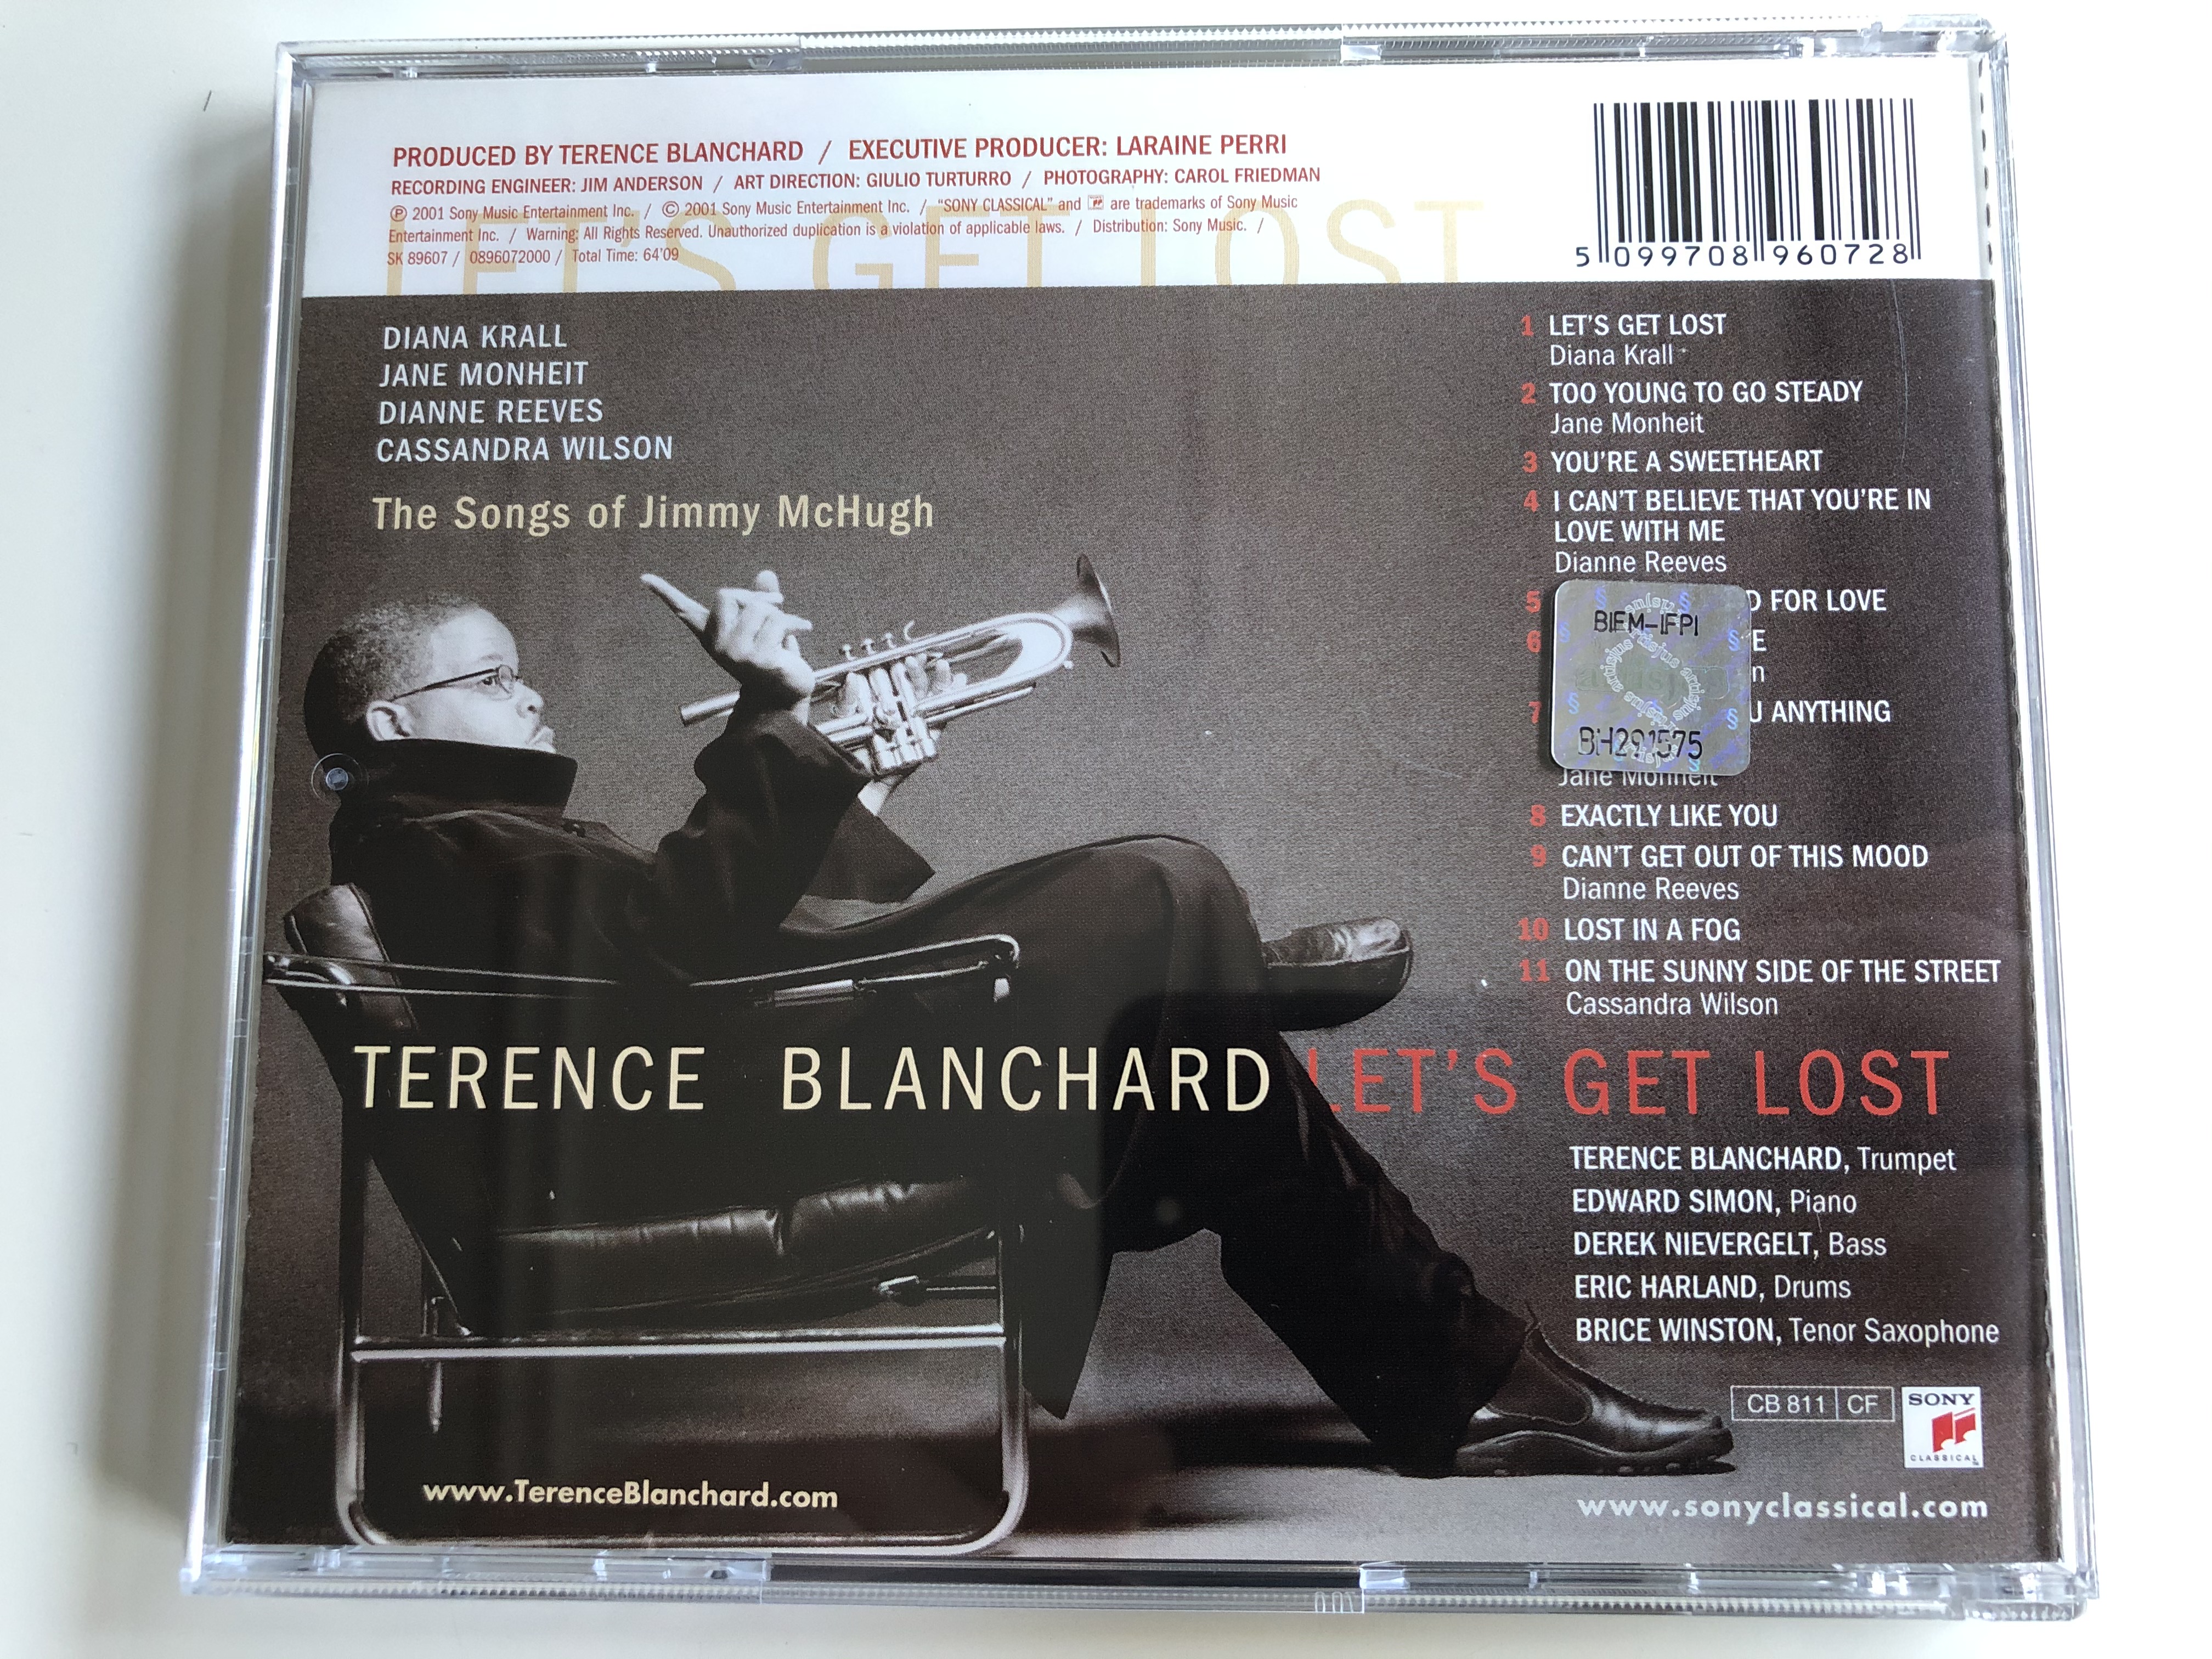 PRODUCED BY TERENCE BLANCHARD / EXECUTIVE PRODUCER: LARAINE PERRI
RECORDING ENGINEER: JIM ANDERSON / ART DIRECTION: GIULIO TURTURRO / PHOTOGRAPHY: CAROL FRIEDMAN
℗ 2001 Sony Music Entertainment Inc. / © 2001 Sony Music Entertainment Inc. / "SONY CLASSICAL" and are trademarks of Sony Music
Entertainment Inc. / Warning: All Rights Reserved. Unauthorized duplication is a violation of applicable laws. / Distribution: Sony Music. /
SK 89607 / 0896072000 / Total Time: 64'09
LET'S GET LOST
5 099708 960728
DIANA KRALL
JANE MONHEIT
DIANNE REEVES
CASSANDRA WILSON
The Songs of Jimmy McHugh
1 LET'S GET LOST
Diana Krall
2 TOO YOUNG TO GO STEADY
Jane Monheit
3 YOU'RE A SWEETHEART
4 I CAN'T BELIEVE THAT YOU'RE IN
LOVE WITH ME
Dianne Reeves
5 D FOR LOVE
6 E
n
7 U ANYTHING
Jane Monheit
BIEM-IFPI
artisjus
BH291575
8 EXACTLY LIKE YOU
9 CAN'T GET OUT OF THIS MOOD
Dianne Reeves
10 LOST IN A FOG
11 ON THE SUNNY SIDE OF THE STREET
Cassandra Wilson
TERENCE BLANCHARD LET'S GET LOST
TERENCE BLANCHARD, Trumpet
EDWARD SIMON, Piano
DEREK NIEVERGELT, Bass
ERIC HARLAND, Drums
BRICE WINSTON, Tenor Saxophone
CB 811 CF
SONY
CLASSICAL
www.TerenceBlanchard.com
www.sonyclassical.com